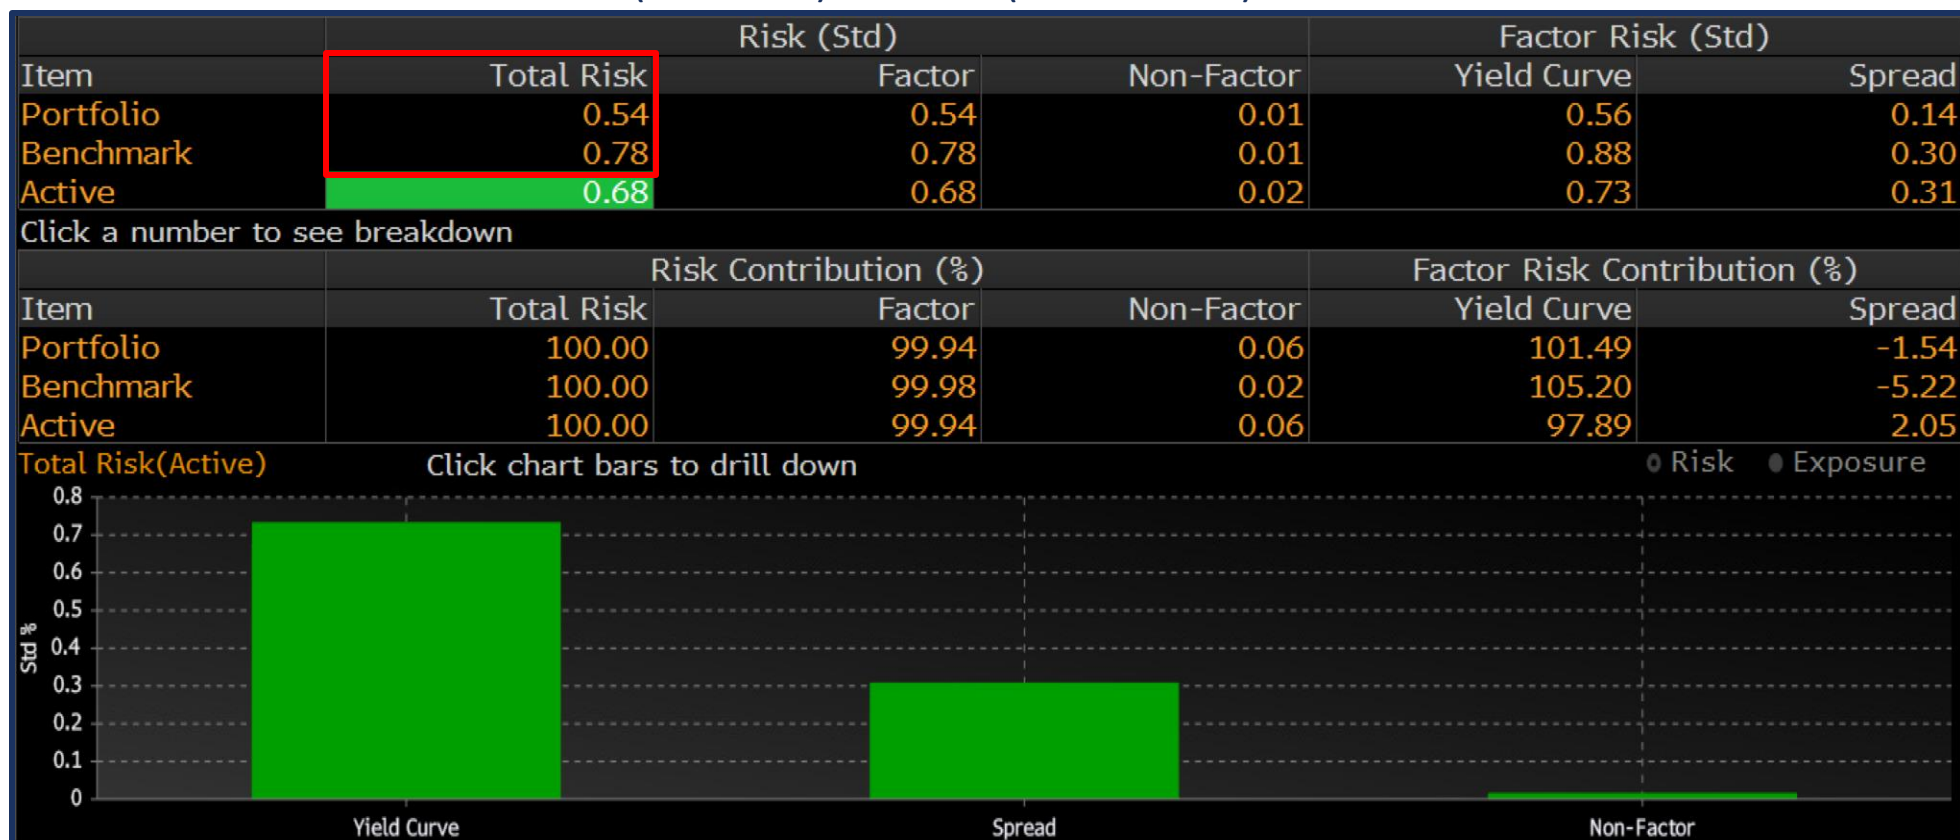 Risk (Std) Factor Risk (Std)
Item Total Risk Factor Non-Factor Yield Curve Spread
Portfolio 0.54 0.54 0.01 0.56 0.14
Benchmark 0.78 0.78 0.01 0.88 0.30
Active 0.68 0.68 0.02 0.73 0.31
Click a number to see breakdown
Risk Contribution (%) Factor Risk Contribution (%)
Item Total Risk Factor Non-Factor Yield Curve Spread
Portfolio 100.00 99.94 0.06 101.49 -1.54
Benchmark 100.00 99.98 0.02 105.20 -5.22
Active 100.00 99.94 0.06 97.89 2.05
Total Risk(Active) Click chart bars to drill down Risk Exposure
0.8
0.7
0.6
0.5
Std %
0.4
0.3
0.2
0.1
0
Yield Curve Spread Non-Factor